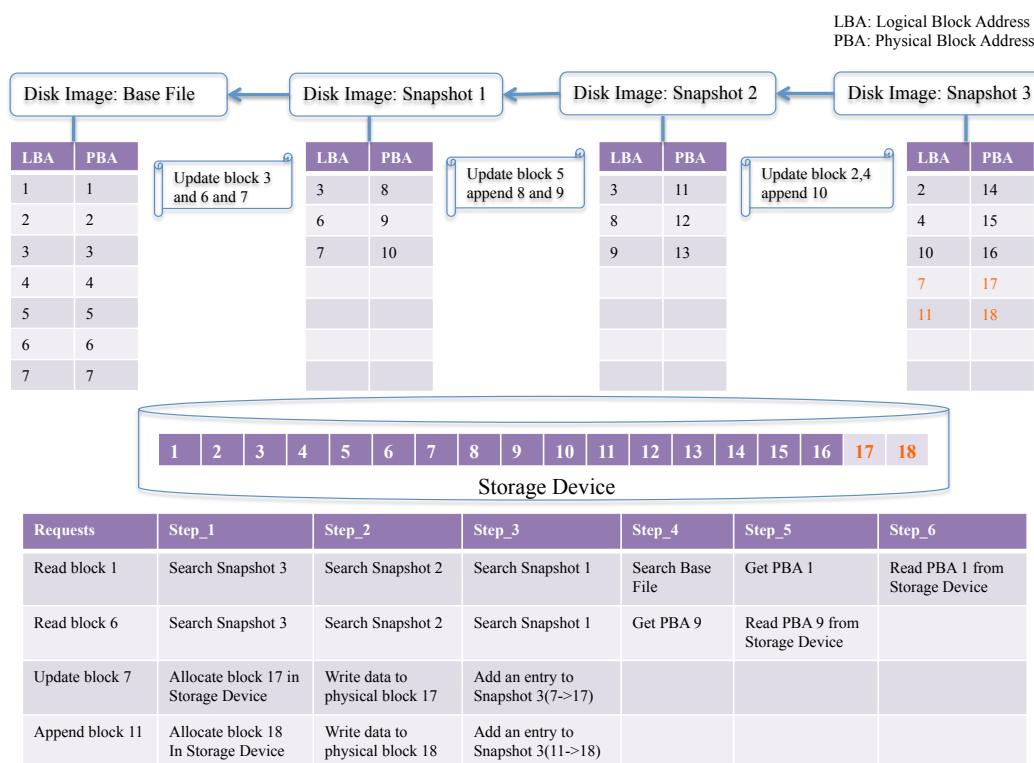 LBA: Logical Block Address
PBA: Physical Block Address
Disk Image: Base File
Disk Image: Snapshot 1
Disk Image: Snapshot 2
Disk Image: Snapshot 3
LBA PBA
1 1
2 2
3 3
4 4
5 5
6 6
7 7
Update block 3
and 6 and 7
LBA PBA
3 8
6 9
7 10
Update block 5
append 8 and 9
LBA PBA
3 11
8 12
9 13
Update block 2,4
append 10
LBA PBA
2 14
4 15
10 16
7 17
11 18
1 2 3 4 5 6 7 8 9 10 11 12 13 14 15 16 17 18
Storage Device
Requests Step_1 Step_2 Step_3 Step_4 Step_5 Step_6
Read block 1 Search Snapshot 3 Search Snapshot 2 Search Snapshot 1 Search Base Get PBA 1 Read PBA 1 from
File Storage Device
Read block 6 Search Snapshot 3 Search Snapshot 2 Search Snapshot 1 Get PBA 9 Read PBA 9 from
Storage Device
Update block 7 Allocate block 17 in Write data to Add an entry to
Storage Device physical block 17 Snapshot 3(7->17)
Append block 11 Allocate block 18 Write data to Add an entry to
In Storage Device physical block 18 Snapshot 3(11->18)